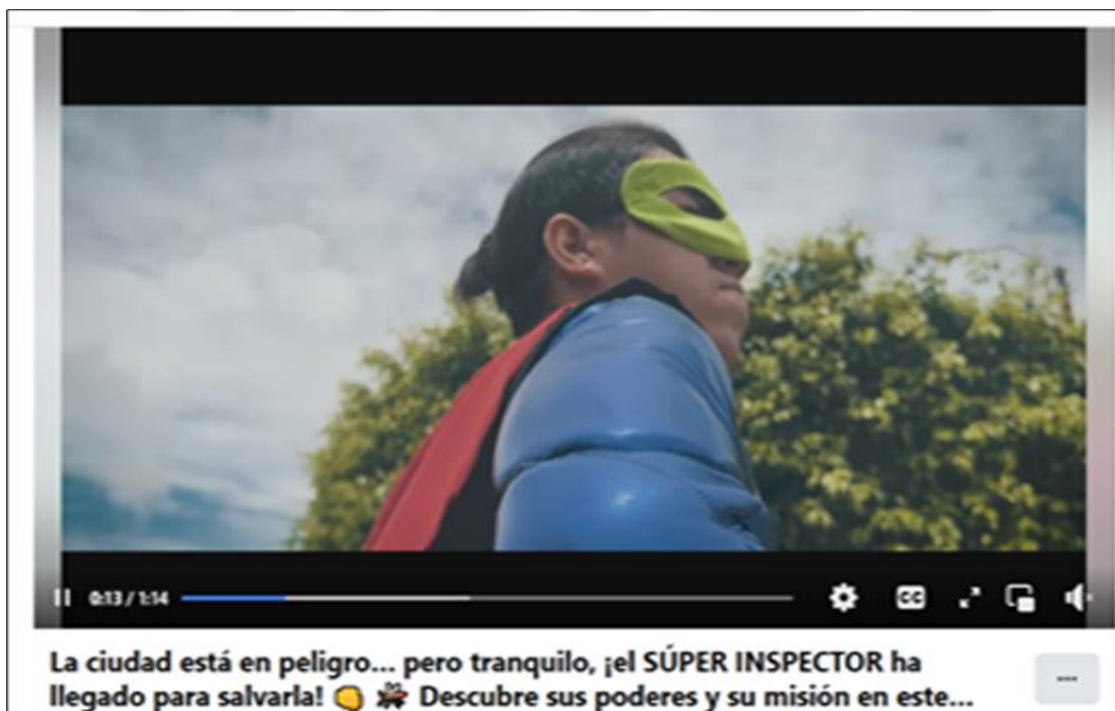 0:13 / 1:14
CC
La ciudad está en peligro... pero tranquilo, ¡el SÚPER INSPECTOR ha
llegado para salvarla! 👊 🚒 Descubre sus poderes y su misión en este...